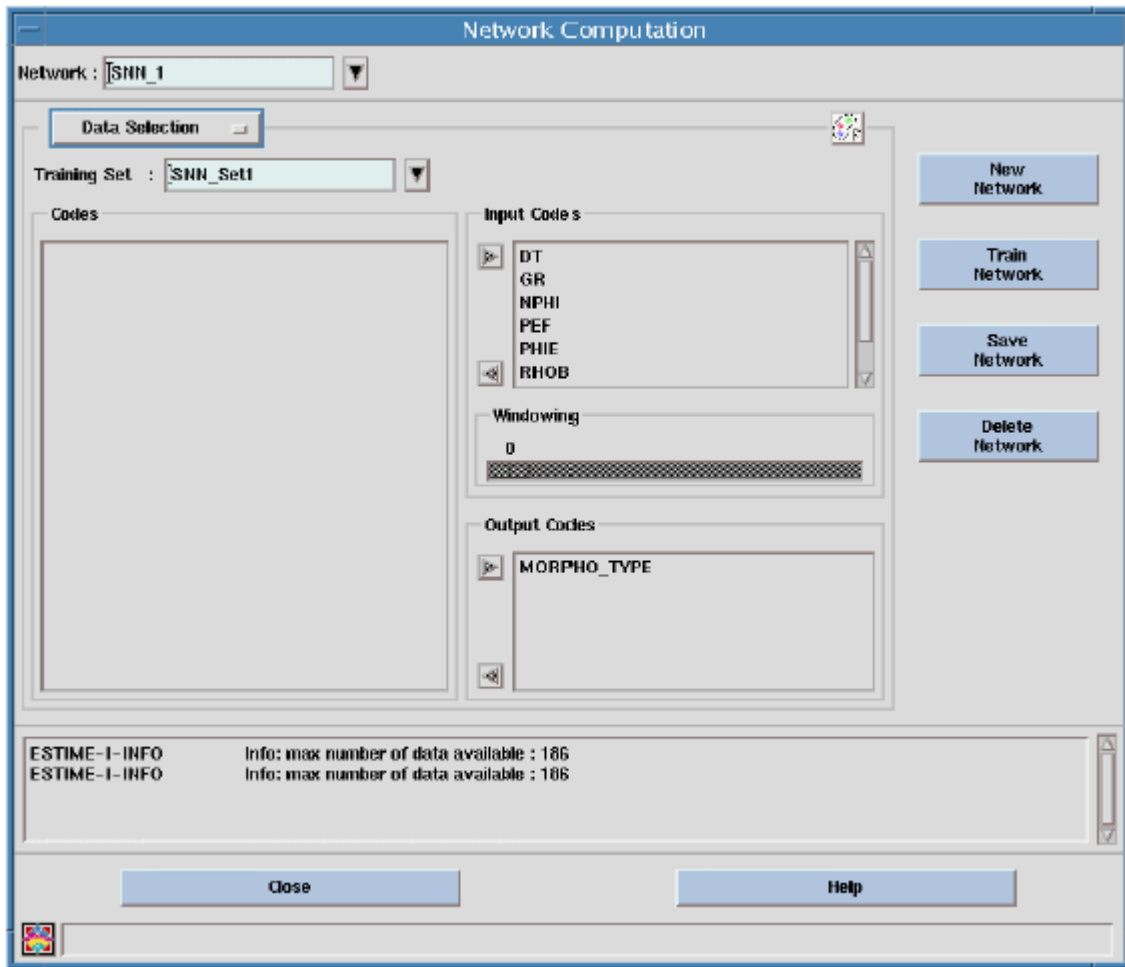 Network Computation
Network : SNN_1
Data Selection
Training Set : SNN_Set1
Codes
Input Codes
DT
GR
NPHI
PEF
PHIE
RHOB
Windowing
0
Output Codes
MORPHO_TYPE
New
Network
Train
Network
Save
Network
Delete
Network
ESTIME-I-INFO Info: max number of data available : 186
ESTIME-I-INFO Info: max number of data available : 186
Close
Help